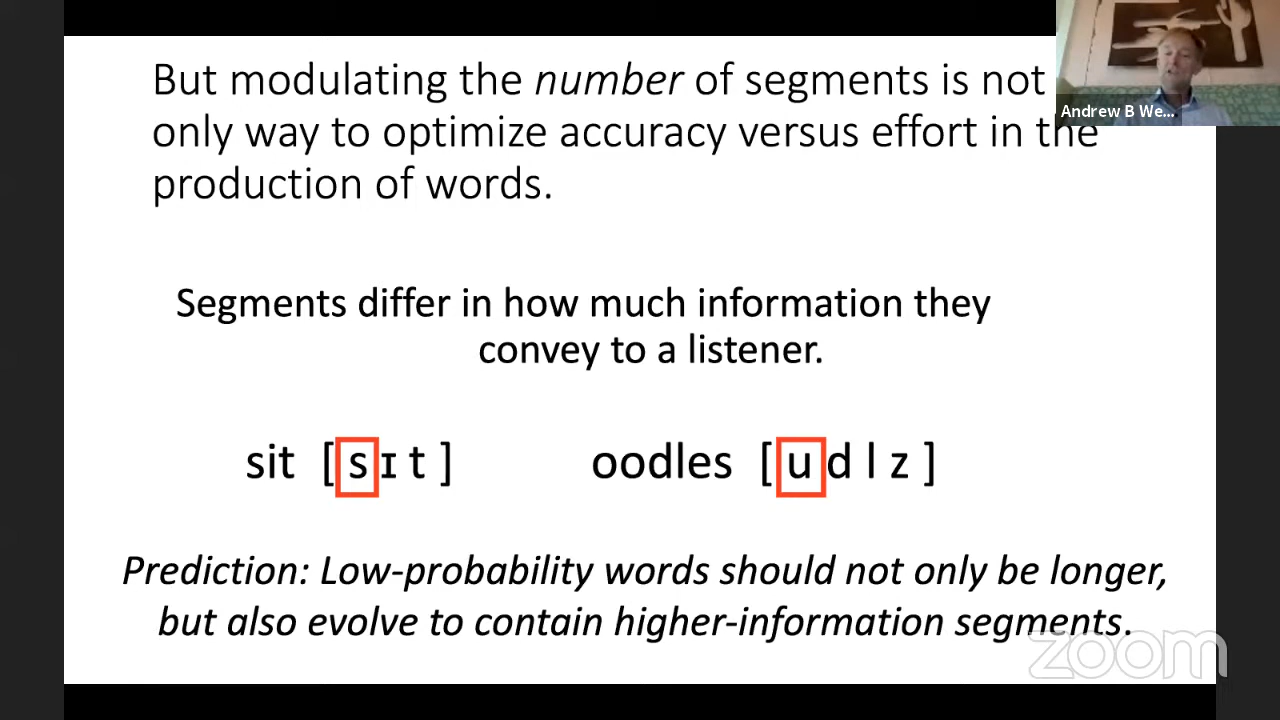 But modulating the number of segments is not
only way to optimize accuracy versus effort in the
production of words.
Andrew B We...
Segments differ in how much information they
convey to a listener.
sit [ s ɪ t ] oodles [ u d l z ]
Prediction: Low-probability words should not only be longer,
but also evolve to contain higher-information segments.
zoom